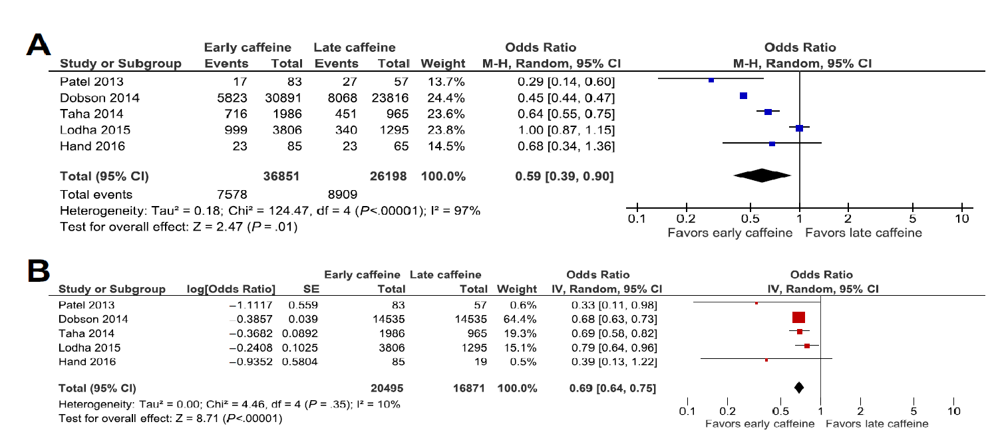 A
Early caffeine Late caffeine Odds Ratio Odds Ratio
Study or Subgroup Events Total Events Total Weight M-H, Random, 95% CI M-H, Random, 95% CI
Patel 2013 17 83 27 57 13.7% 0.29 [0.14, 0.60]
Dobson 2014 5823 30891 8068 23816 24.4% 0.45 [0.44, 0.47]
Taha 2014 716 1986 451 965 23.6% 0.64 [0.55, 0.75]
Lodha 2015 999 3806 340 1295 23.8% 1.00 [0.87, 1.15]
Hand 2016 23 85 23 65 14.5% 0.68 [0.34, 1.36]
Total (95% CI) 36851 26198 100.0% 0.59 [0.39, 0.90]
Total events 7578 8909
Heterogeneity: Tau² = 0.18; Chi² = 124.47, df = 4 (P<.00001); I² = 97%
Test for overall effect: Z = 2.47 (P = .01)
0.1 0.2 0.5 1 2 5 10
Favors early caffeine Favors late caffeine
B
Early caffeine Late caffeine Odds Ratio Odds Ratio
Study or Subgroup log[Odds Ratio] SE Total Total Weight IV, Random, 95% CI IV, Random, 95% CI
Patel 2013 −1.1117 0.559 83 57 0.6% 0.33 [0.11, 0.98]
Dobson 2014 −0.3857 0.039 14535 14535 64.4% 0.68 [0.63, 0.73]
Taha 2014 −0.3682 0.0892 1986 965 19.3% 0.69 [0.58, 0.82]
Lodha 2015 −0.2408 0.1025 3806 1295 15.1% 0.79 [0.64, 0.96]
Hand 2016 −0.9352 0.5804 85 19 0.5% 0.39 [0.13, 1.22]
Total (95% CI) 20495 16871 100.0% 0.69 [0.64, 0.75]
Heterogeneity: Tau² = 0.00; Chi² = 4.46, df = 4 (P = .35); I² = 10%
Test for overall effect: Z = 8.71 (P<.00001)
0.1 0.2 0.5 1 2 5 10
Favors early caffeine Favors late caffeine